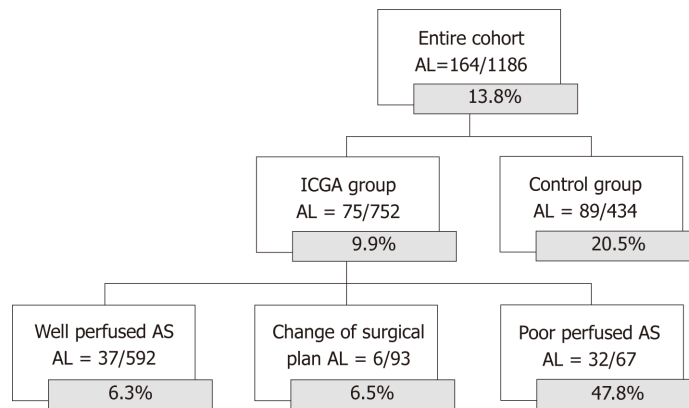 Entire cohort
AL=164/1186
13.8%
ICGA group
AL = 75/752
9.9%
Control group
AL = 89/434
20.5%
Well perfused AS
AL = 37/592
6.3%
Change of surgical
plan AL = 6/93
6.5%
Poor perfused AS
AL = 32/67
47.8%